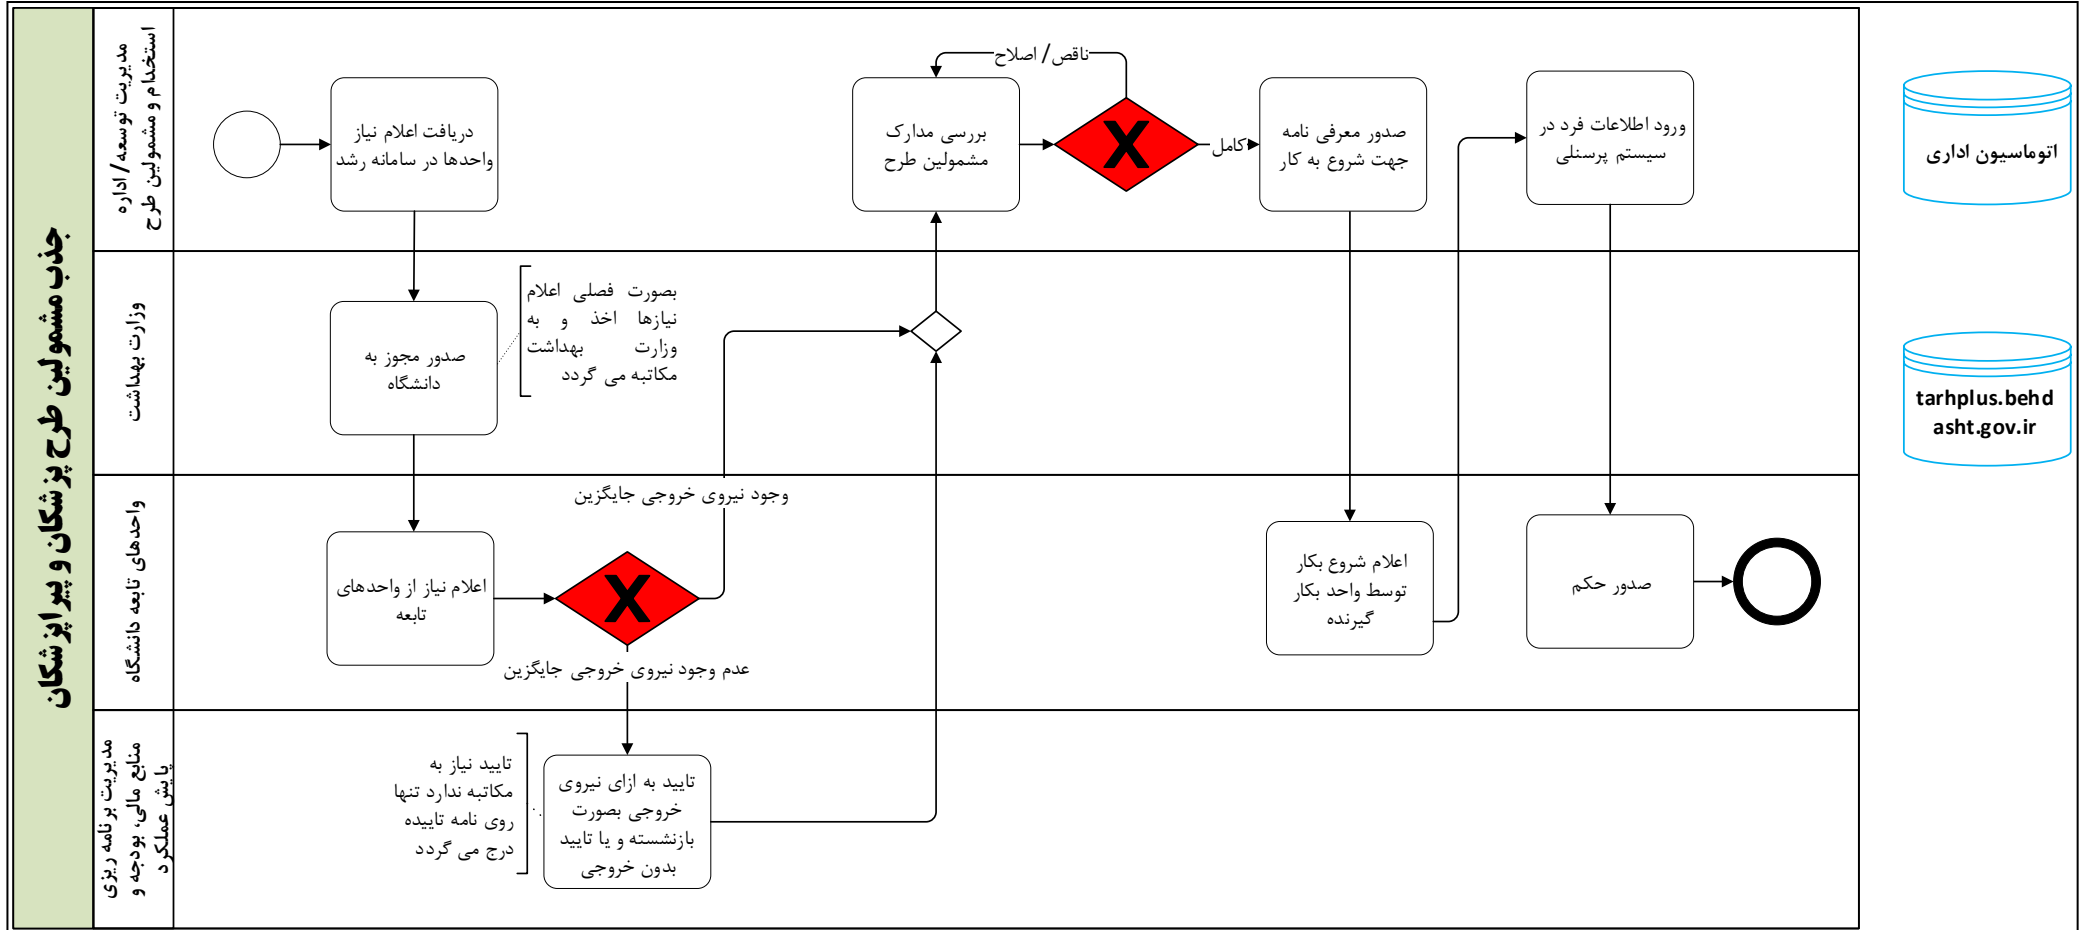 جذب مشمولین طرح پزشکان و پیراپزشکان
مدیریت توسعه/اداره
استخدام و مشمولین طرح
دریافت اعلام نیاز
واحدها در سامانه رشد
بررسی مدارک
مشمولین طرح
ناقص/ اصلاح
X
کامل
صدور معرفی نامه
جهت شروع به کار
ورود اطلاعات فرد در
سیستم پرسنلی
اتوماسیون اداری
وزارت بهداشت
صدور مجوز به
دانشگاه
بصورت فصلی اعلام
نیازها اخذ و به
وزارت بهداشت
مکاتبه می گردد
tarhplus.behd
asht.gov.ir
واحدهای تابعه دانشگاه
اعلام نیاز از واحدهای
تابعه
X
وجود نیروی خروجی جایگزین
عدم وجود نیروی خروجی جایگزین
اعلام شروع بکار
توسط واحد بکار
گیرنده
صدور حکم
مدیریت برنامه ریزی
منابع مالی، بودجه و
پایش عملکرد
تایید نیاز به
مکاتبه ندارد تنها
روی نامه تاییده
درج می گردد
تایید به ازای نیروی
خروجی بصورت
بازنشسته و یا تایید
بدون خروجی